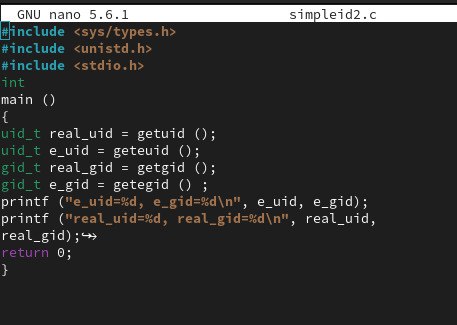 GNU nano 5.6.1 simpleid2.c
#include <sys/types.h>
#include <unistd.h>
#include <stdio.h>
int
main ()
{
uid_t real_uid = getuid ();
uid_t e_uid = geteuid ();
gid_t real_gid = getgid ();
gid_t e_gid = getegid () ;
printf ("e_uid=%d, e_gid=%d\n", e_uid, e_gid);
printf ("real_uid=%d, real_gid=%d\n", real_uid,
real_gid);↪→
return 0;
}